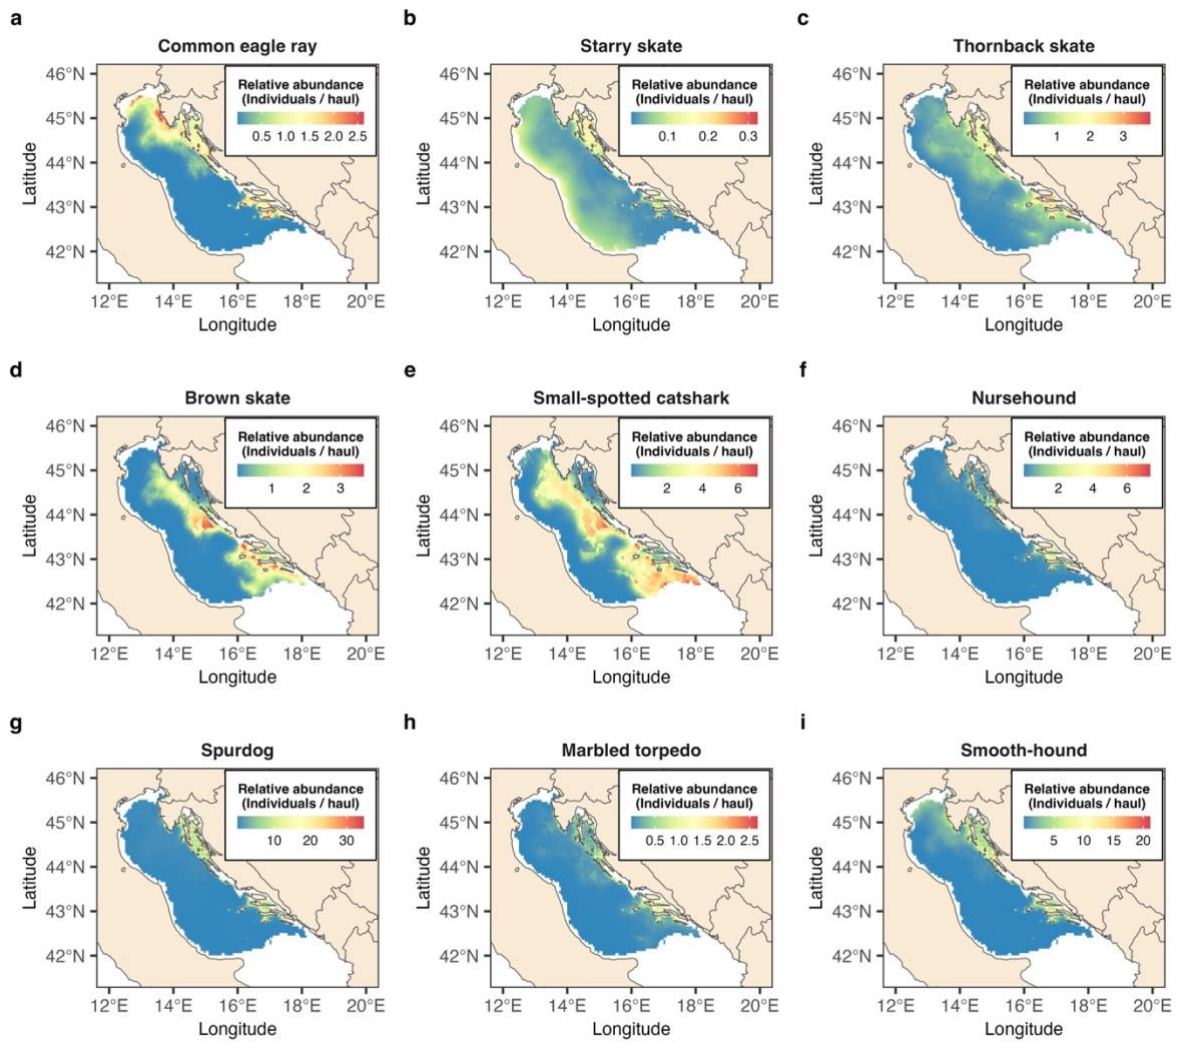 a
Common eagle ray
46°N
45°N
44°N
43°N
42°N
Latitude
Relative abundance
(Individuals / haul)
0.5 1.0 1.5 2.0 2.5
12°E 14°E 16°E 18°E 20°E
Longitude
b
Starry skate
46°N
45°N
44°N
43°N
42°N
Latitude
Relative abundance
(Individuals / haul)
0.1 0.2 0.3
12°E 14°E 16°E 18°E 20°E
Longitude
c
Thornback skate
46°N
45°N
44°N
43°N
42°N
Latitude
Relative abundance
(Individuals / haul)
1 2 3
12°E 14°E 16°E 18°E 20°E
Longitude
d
Brown skate
46°N
45°N
44°N
43°N
42°N
Latitude
Relative abundance
(Individuals / haul)
1 2 3
12°E 14°E 16°E 18°E 20°E
Longitude
e
Small-spotted catshark
46°N
45°N
44°N
43°N
42°N
Latitude
Relative abundance
(Individuals / haul)
2 4 6
12°E 14°E 16°E 18°E 20°E
Longitude
f
Nursehound
46°N
45°N
44°N
43°N
42°N
Latitude
Relative abundance
(Individuals / haul)
2 4 6
12°E 14°E 16°E 18°E 20°E
Longitude
g
Spurdog
46°N
45°N
44°N
43°N
42°N
Latitude
Relative abundance
(Individuals / haul)
10 20 30
12°E 14°E 16°E 18°E 20°E
Longitude
h
Marbled torpedo
46°N
45°N
44°N
43°N
42°N
Latitude
Relative abundance
(Individuals / haul)
0.5 1.0 1.5 2.0 2.5
12°E 14°E 16°E 18°E 20°E
Longitude
i
Smooth-hound
46°N
45°N
44°N
43°N
42°N
Latitude
Relative abundance
(Individuals / haul)
5 10 15 20
12°E 14°E 16°E 18°E 20°E
Longitude